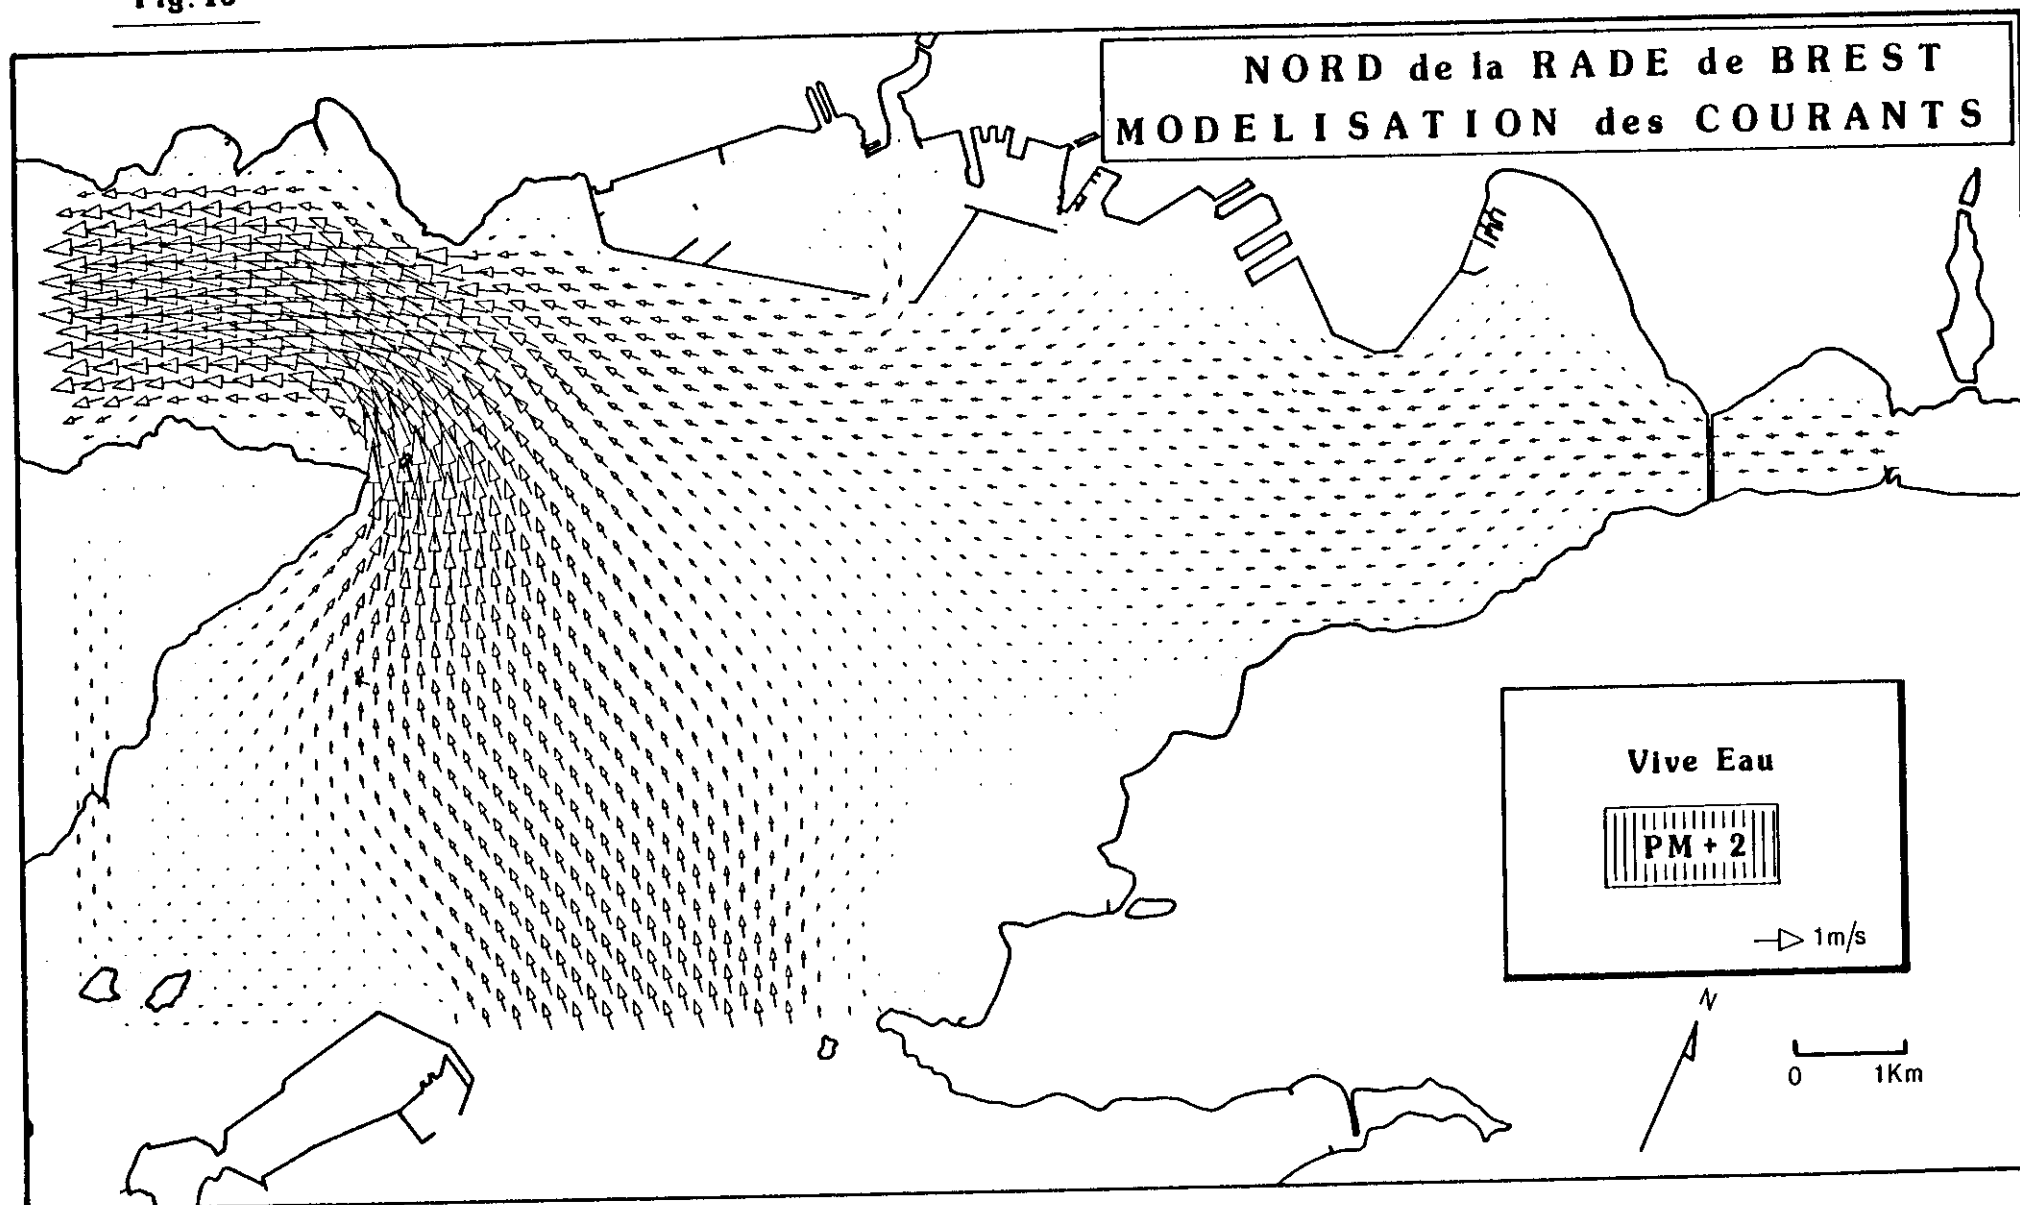 NORD de la RADE de BREST
MODELISATION des COURANTS
Vive Eau
PM + 2
1m/s
N
0 1Km